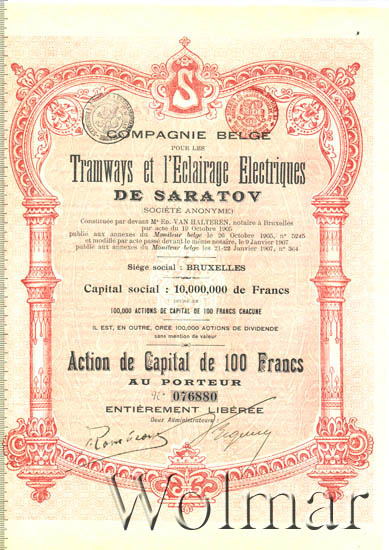 S
COMPAGNIE BELGE
POUR LES
Tramways et l'Eclairage Electriques
DE SARATOV
(SOCIÉTÉ ANONYME)
Constituée par devant Me Ed. VAN HALTEREN, notaire à Bruxelles
par acte du 19 Octobre 1905
publié aux annexes du Moniteur belge le 26 Octobre 1905, n° 5245
et modifié par acte passé devant le même notaire, le 9 Janvier 1907
publié aux annexes du Moniteur belge les 21-22 Janvier 1907, n° 364
Siège social : BRUXELLES
Capital social : 10,000,000 de Francs
DIVISÉ EN
100,000 ACTIONS DE CAPITAL DE 100 FRANCS CHACUNE
IL EST, EN OUTRE, CRÉÉ 100,000 ACTIONS DE DIVIDENDE
sans mention de valeur
Action de Capital de 100 Francs
AU PORTEUR
N° 076880
ENTIÈREMENT LIBÉRÉE
Deux Administrateurs :
Wolmar